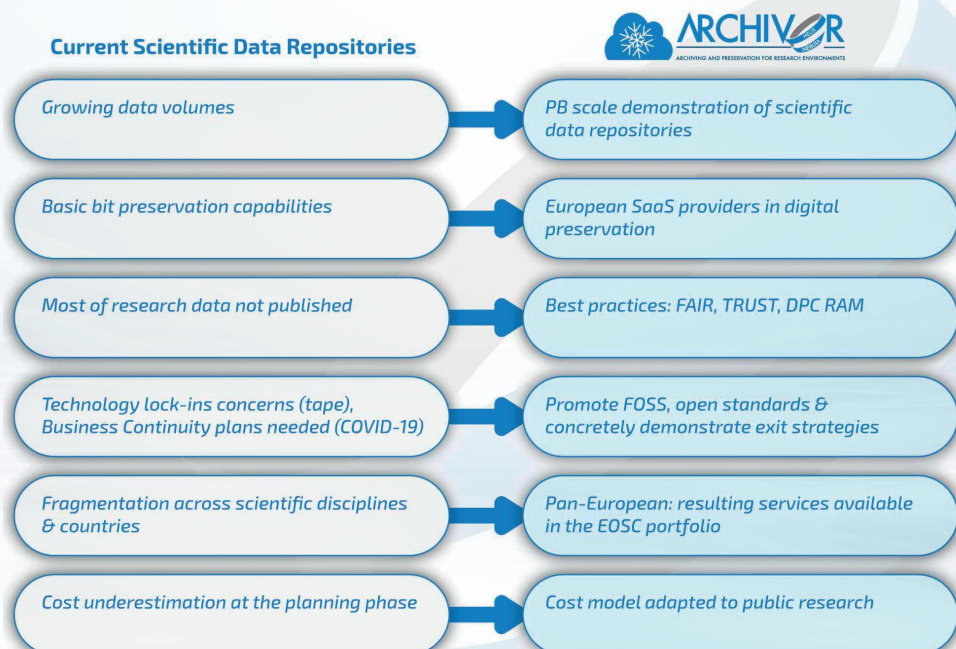 Current Scientific Data Repositories
ARCHIVER
ARCHIVING AND PRESERVATION FOR RESEARCH ENVIRONMENTS
Growing data volumes
PB scale demonstration of scientific
data repositories
Basic bit preservation capabilities
European SaaS providers in digital
preservation
Most of research data not published
Best practices: FAIR, TRUST, DPC RAM
Technology lock-ins concerns (tape),
Business Continuity plans needed (COVID-19)
Promote FOSS, open standards &
concretely demonstrate exit strategies
Fragmentation across scientific disciplines
& countries
Pan-European: resulting services available
in the EOSC portfolio
Cost underestimation at the planning phase
Cost model adapted to public research